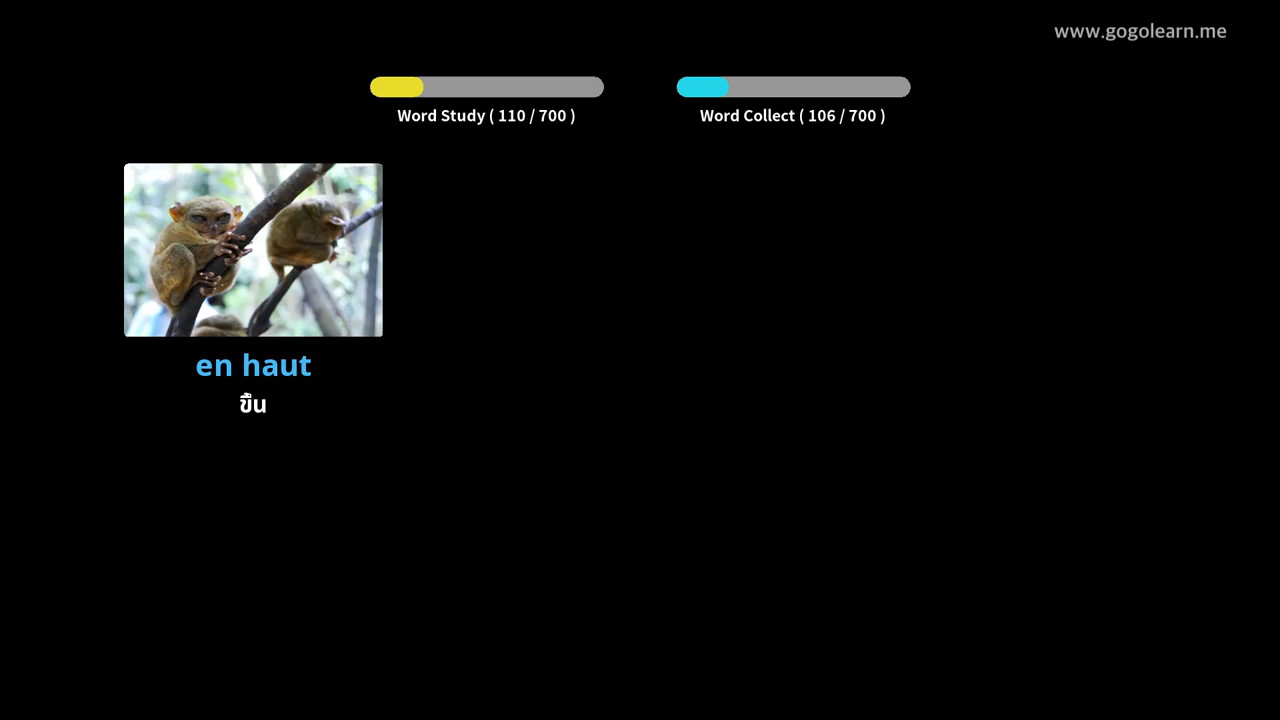 www.gogolearn.me
Word Study ( 110 / 700 )
Word Collect ( 106 / 700 )
en haut
ขึ้น